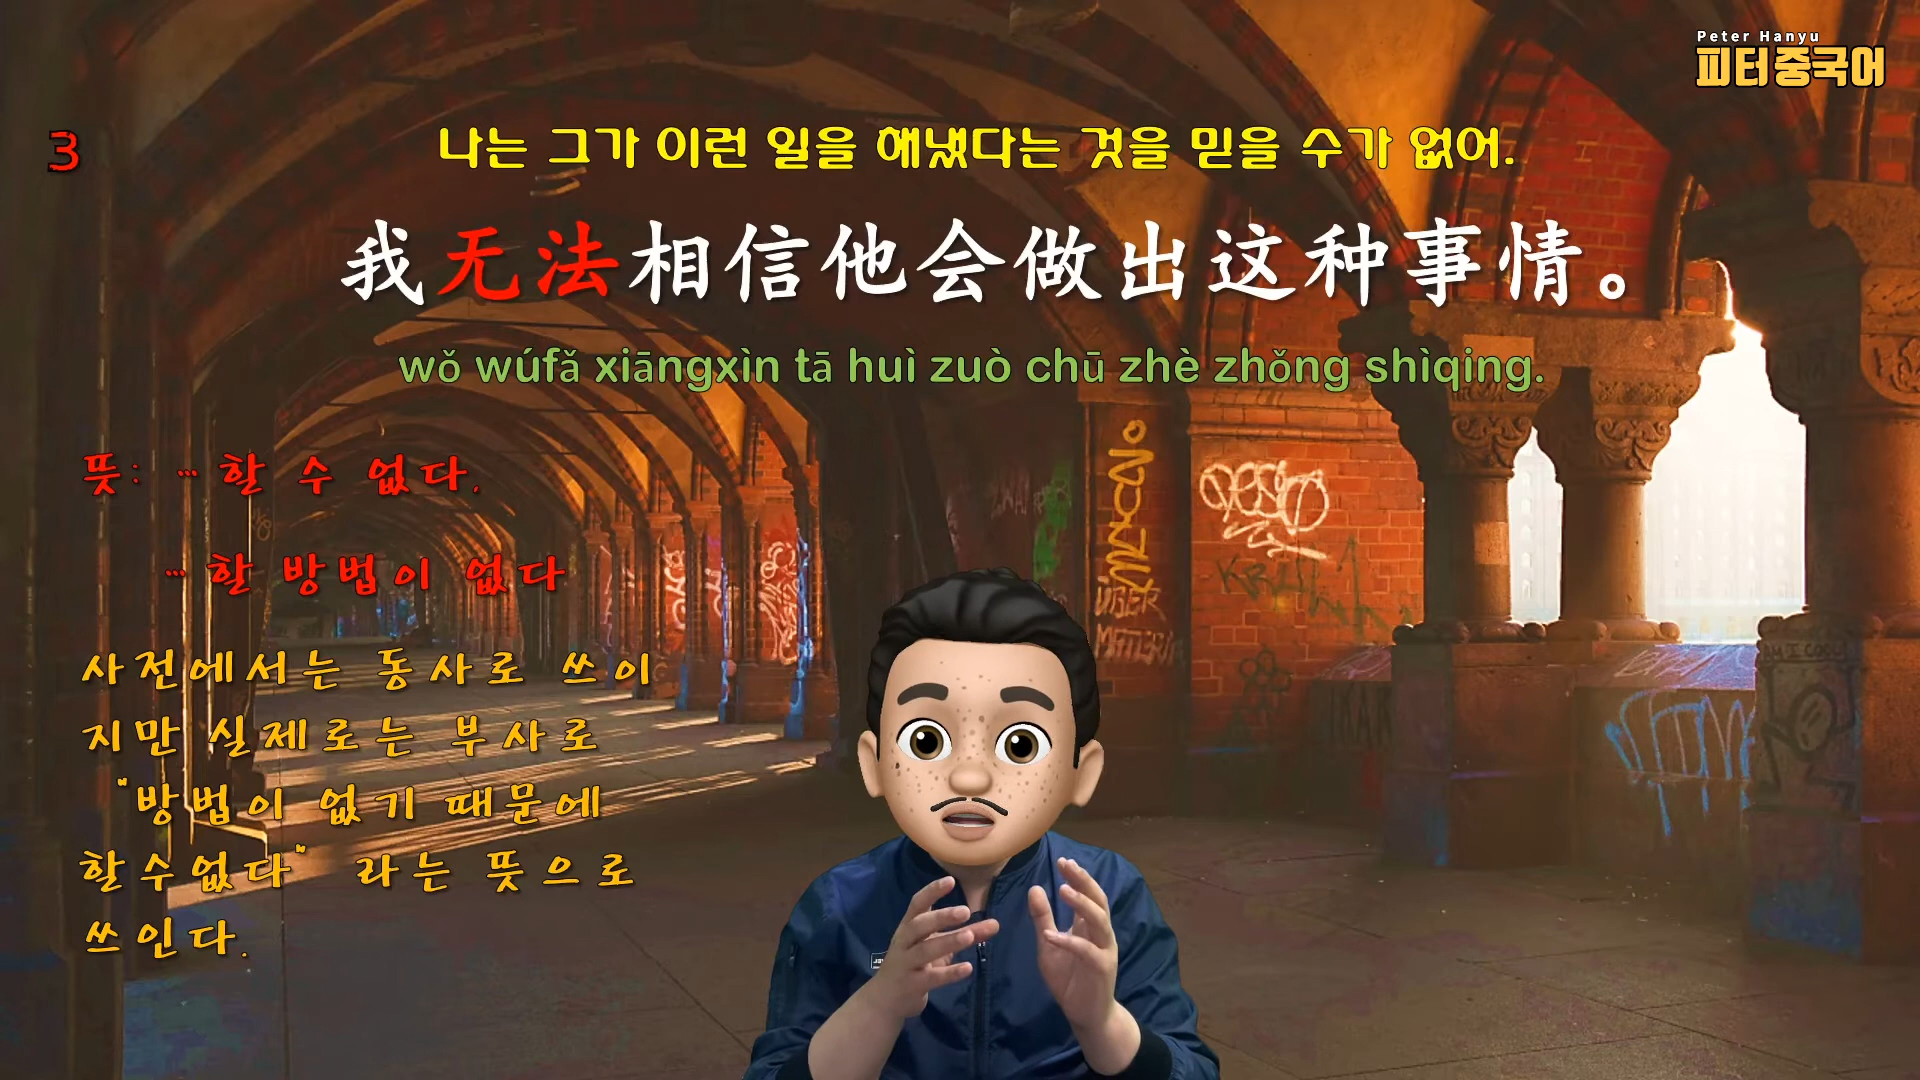 Peter Hanyu
피터 중국어
3
나는 그가 이런 일을 해냈다는 것을 믿을 수가 없어.
我无法相信他会做出这种事情。
wǒ wúfǎ xiāngxìn tā huì zuò chū zhè zhǒng shìqing.
뜻: … 할 수 없다.
… 할 방법이 없다
사전에서는 동사로 쓰이
지만 실제로는 부사로
"방법이 없기 때문에
할수없다" 라는 뜻으로
쓰인다.
ÜBER